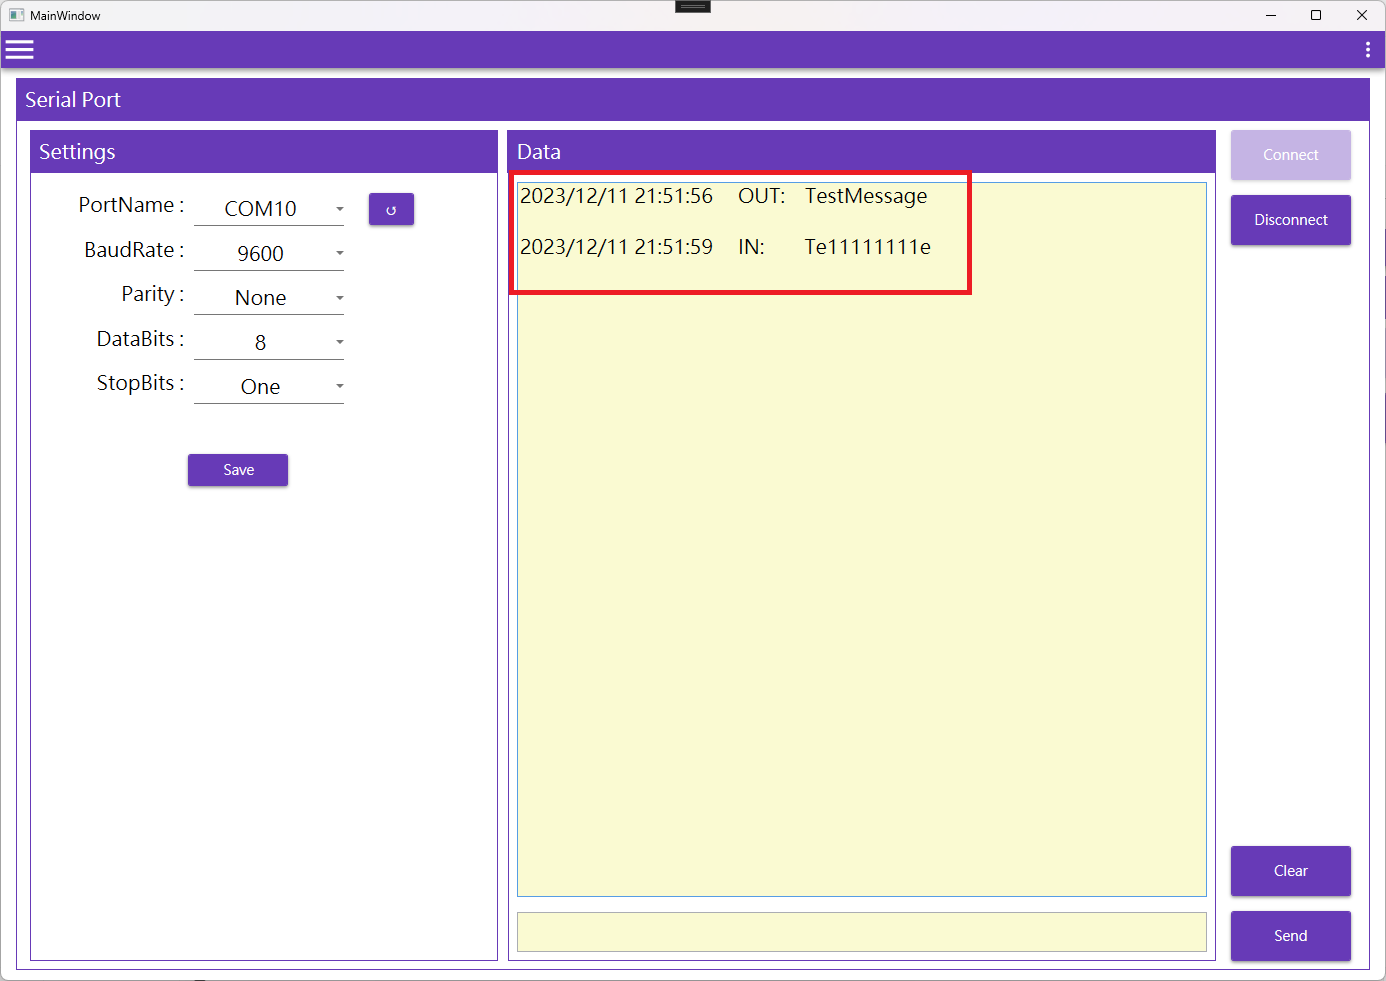 MainWindow
Serial Port
Settings
PortName : COM10
BaudRate : 9600
Parity : None
DataBits : 8
StopBits : One
Save
Data
2023/12/11 21:51:56 OUT: TestMessage
2023/12/11 21:51:59 IN: Te11111111e
Connect
Disconnect
Clear
Send